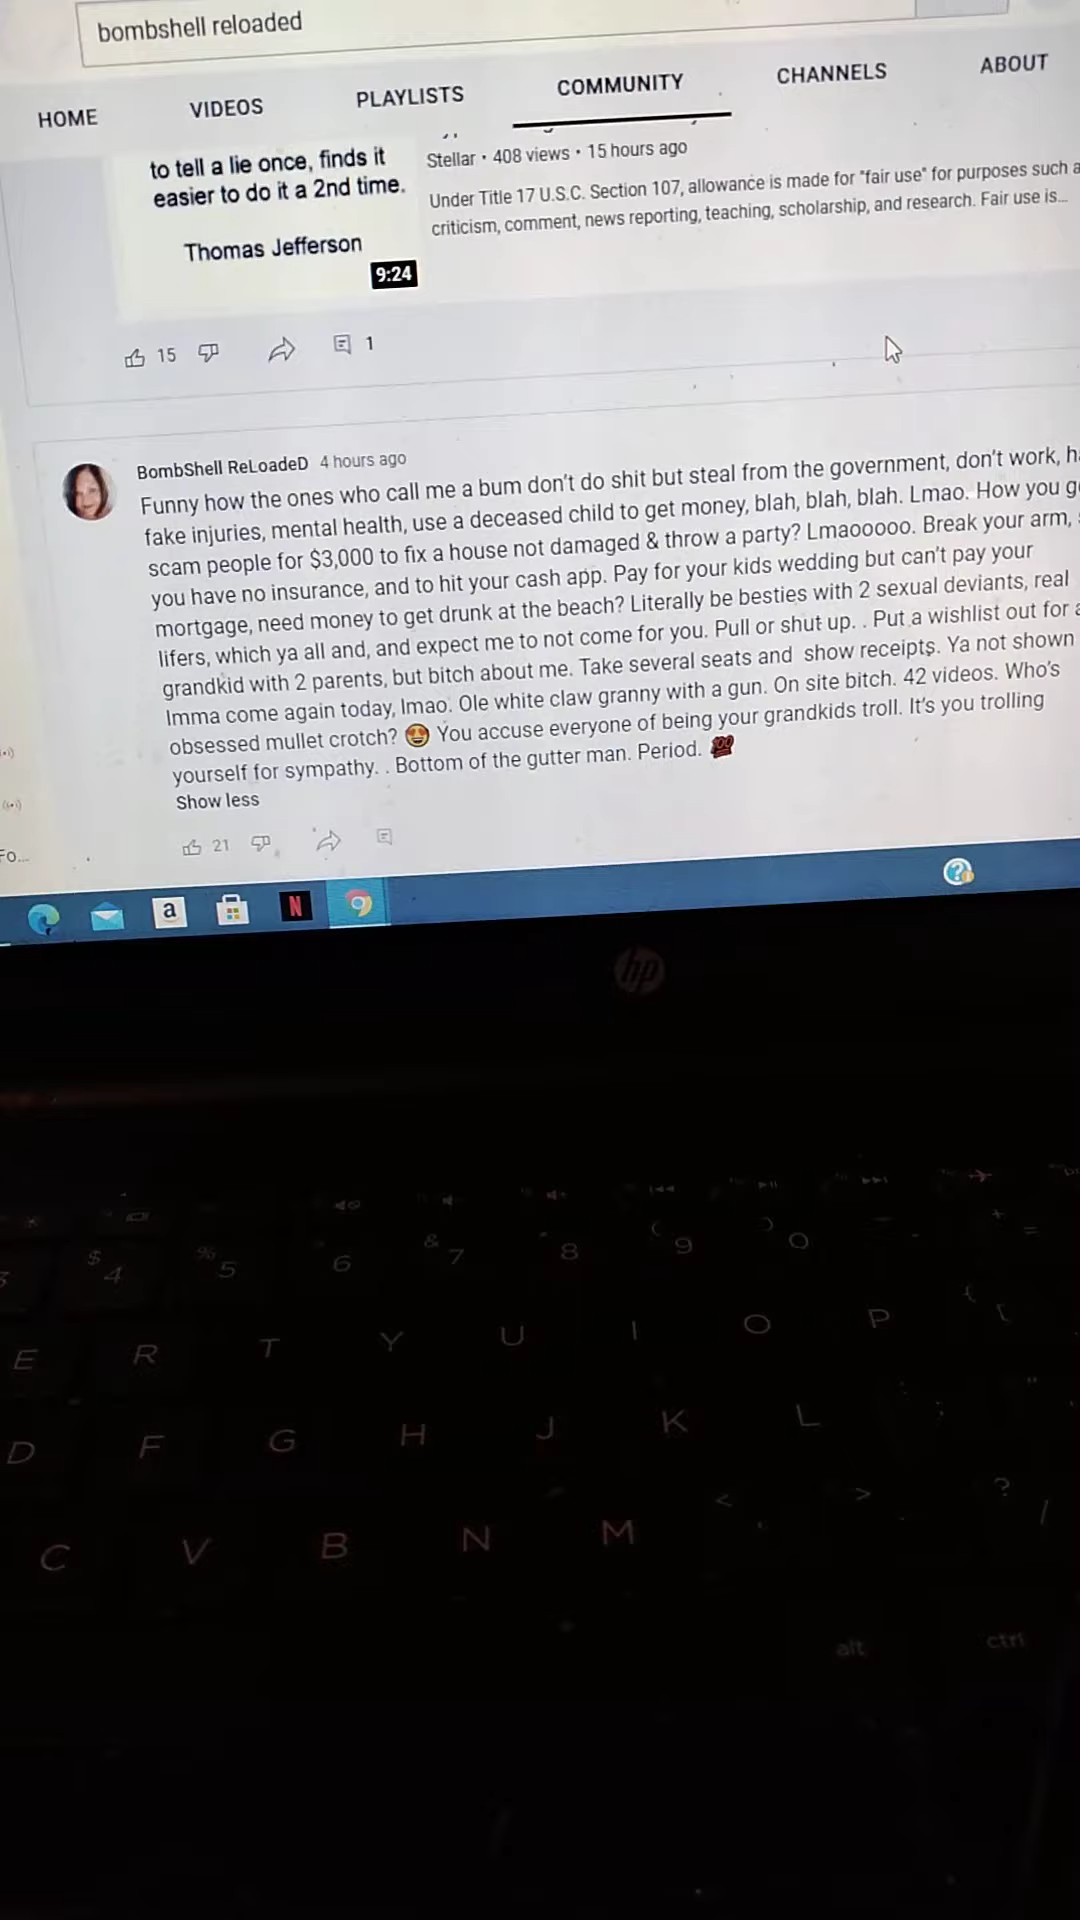 bombshell reloaded
HOME VIDEOS PLAYLISTS COMMUNITY CHANNELS ABOUT
to tell a lie once, finds it
easier to do it a 2nd time.
Thomas Jefferson
9:24
Stellar • 408 views • 15 hours ago
Under Title 17 U.S.C. Section 107, allowance is made for "fair use" for purposes such
criticism, comment, news reporting, teaching, scholarship, and research. Fair use is...
15 1
BombShell ReLoadeD 4 hours ago
Funny how the ones who call me a bum don't do shit but steal from the government, don't work,
fake injuries, mental health, use a deceased child to get money, blah, blah, blah. Lmao. How you
scam people for $3,000 to fix a house not damaged & throw a party? Lmaooooo. Break your arm,
you have no insurance, and to hit your cash app. Pay for your kids wedding but can't pay your
mortgage, need money to get drunk at the beach? Literally be besties with 2 sexual deviants, real
lifers, which ya all and, and expect me to not come for you. Pull or shut up. . Put a wishlist out for
grandkid with 2 parents, but bitch about me. Take several seats and show receipts. Ya not shown
Imma come again today, lmao. Ole white claw granny with a gun. On site bitch. 42 videos. Who's
obsessed mullet crotch? 😍 You accuse everyone of being your grandkids troll. It's you trolling
yourself for sympathy. . Bottom of the gutter man. Period. 💯
Show less
21
Fo...
a N
hp
$ 4 % 5 6 & 7 * 8 ( 9 ) 0 - + =
E R T Y U I O P { [
D F G H J K L : ; "
C V B N M < , > . ? /
alt ctrl